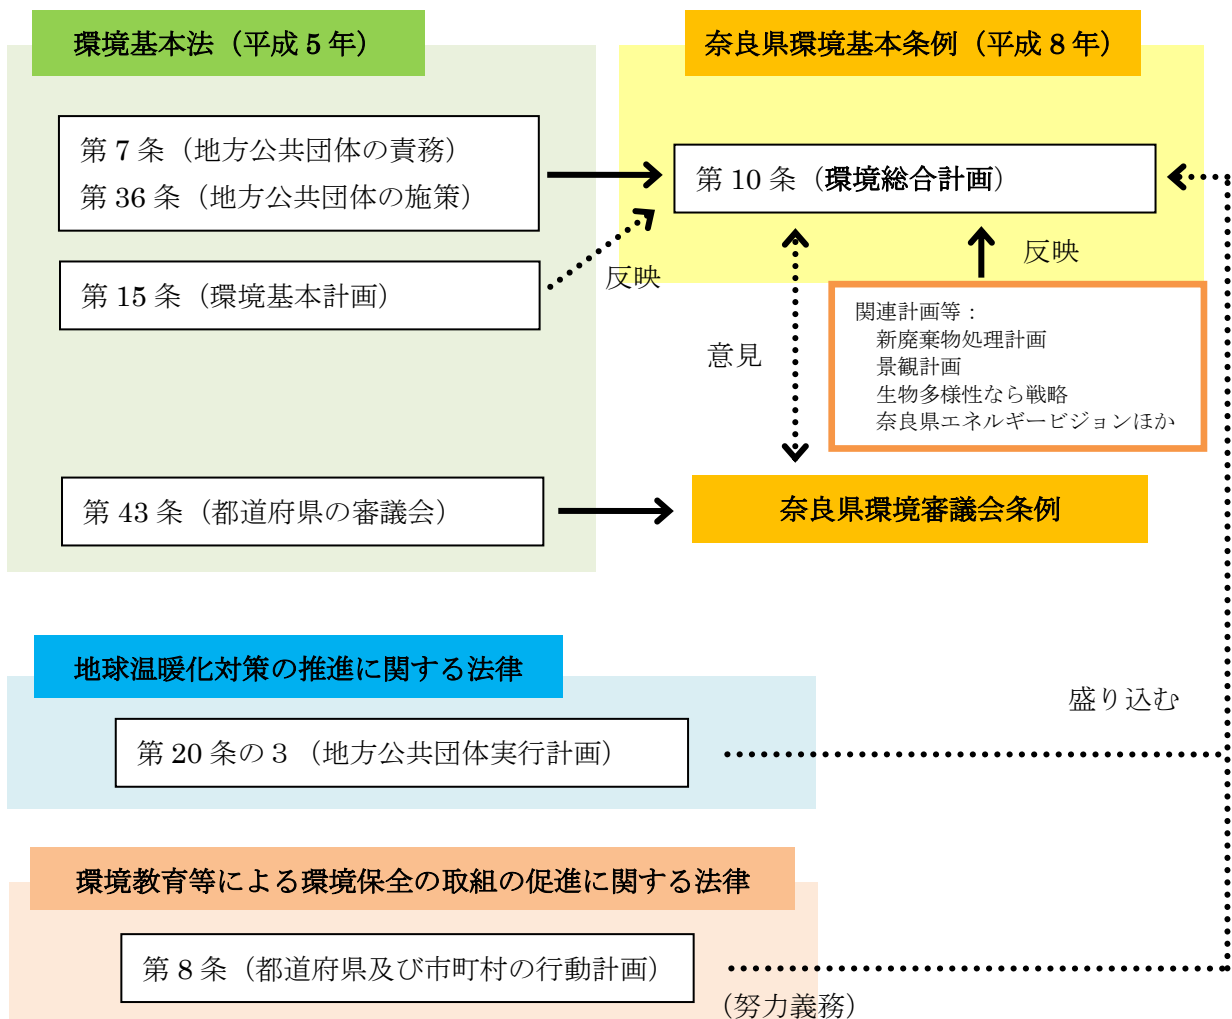 環境基本法（平成 5 年）
奈良県環境基本条例（平成 8 年）
第 7 条（地方公共団体の責務）
第 36 条（地方公共団体の施策）
第 10 条（環境総合計画）
第 15 条（環境基本計画）
反映
反映
意見
関連計画等：
新廃棄物処理計画
景観計画
生物多様性なら戦略
奈良県エネルギービジョンほか
第 43 条（都道府県の審議会）
奈良県環境審議会条例
地球温暖化対策の推進に関する法律
第 20 条の３（地方公共団体実行計画）
盛り込む
環境教育等による環境保全の取組の促進に関する法律
第 8 条（都道府県及び市町村の行動計画）
（努力義務）